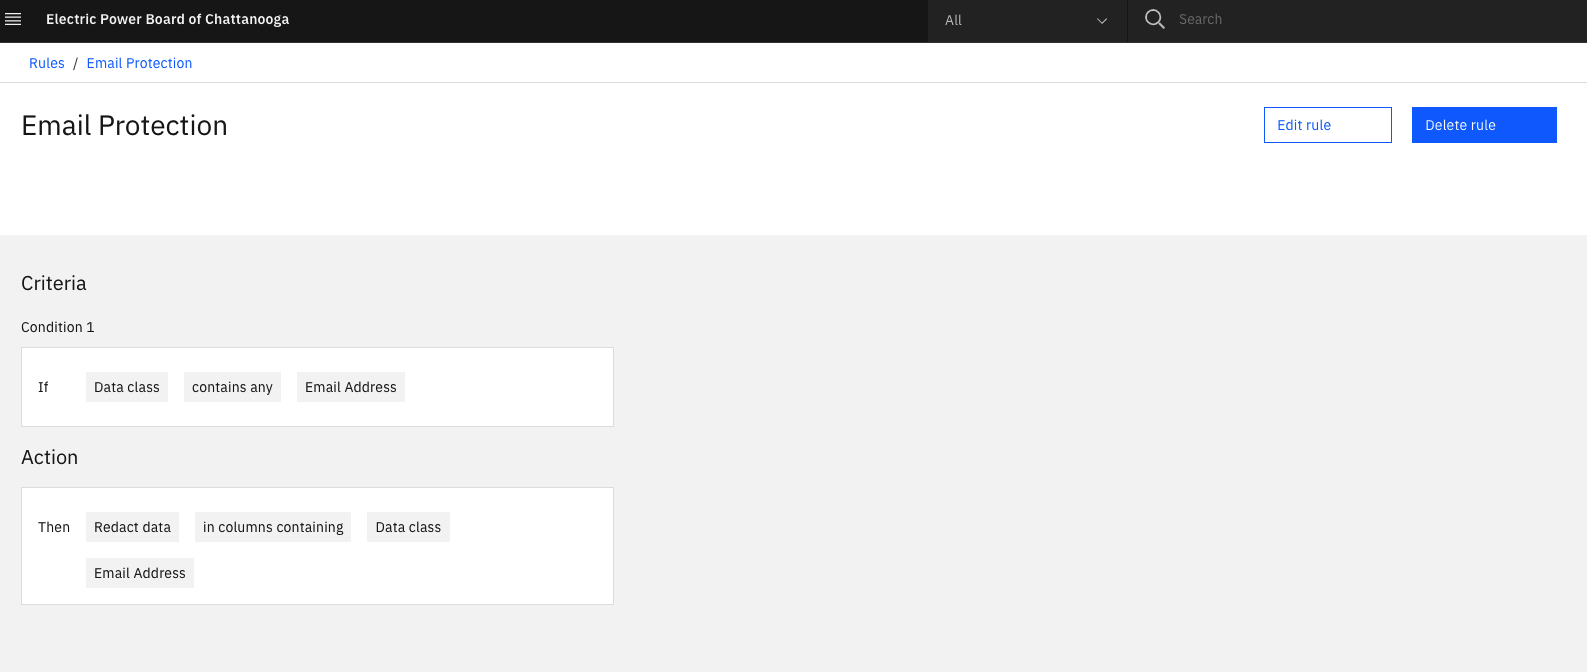 Electric Power Board of Chattanooga
All
Search
Rules / Email Protection
Email Protection
Edit rule
Delete rule
Criteria
Condition 1
If Data class contains any Email Address
Action
Then Redact data in columns containing Data class
Email Address